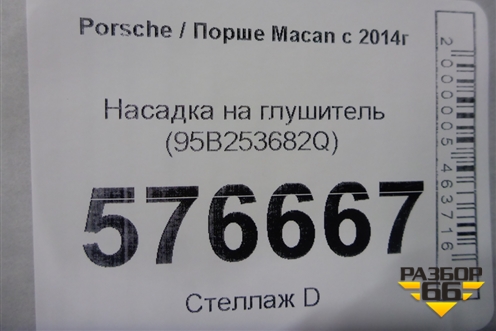 Porsche / Порше Macan с 2014г
Насадка на глушитель
(95B253682Q)
576667
Стеллаж D
2000005463716
РАЗБОР
66